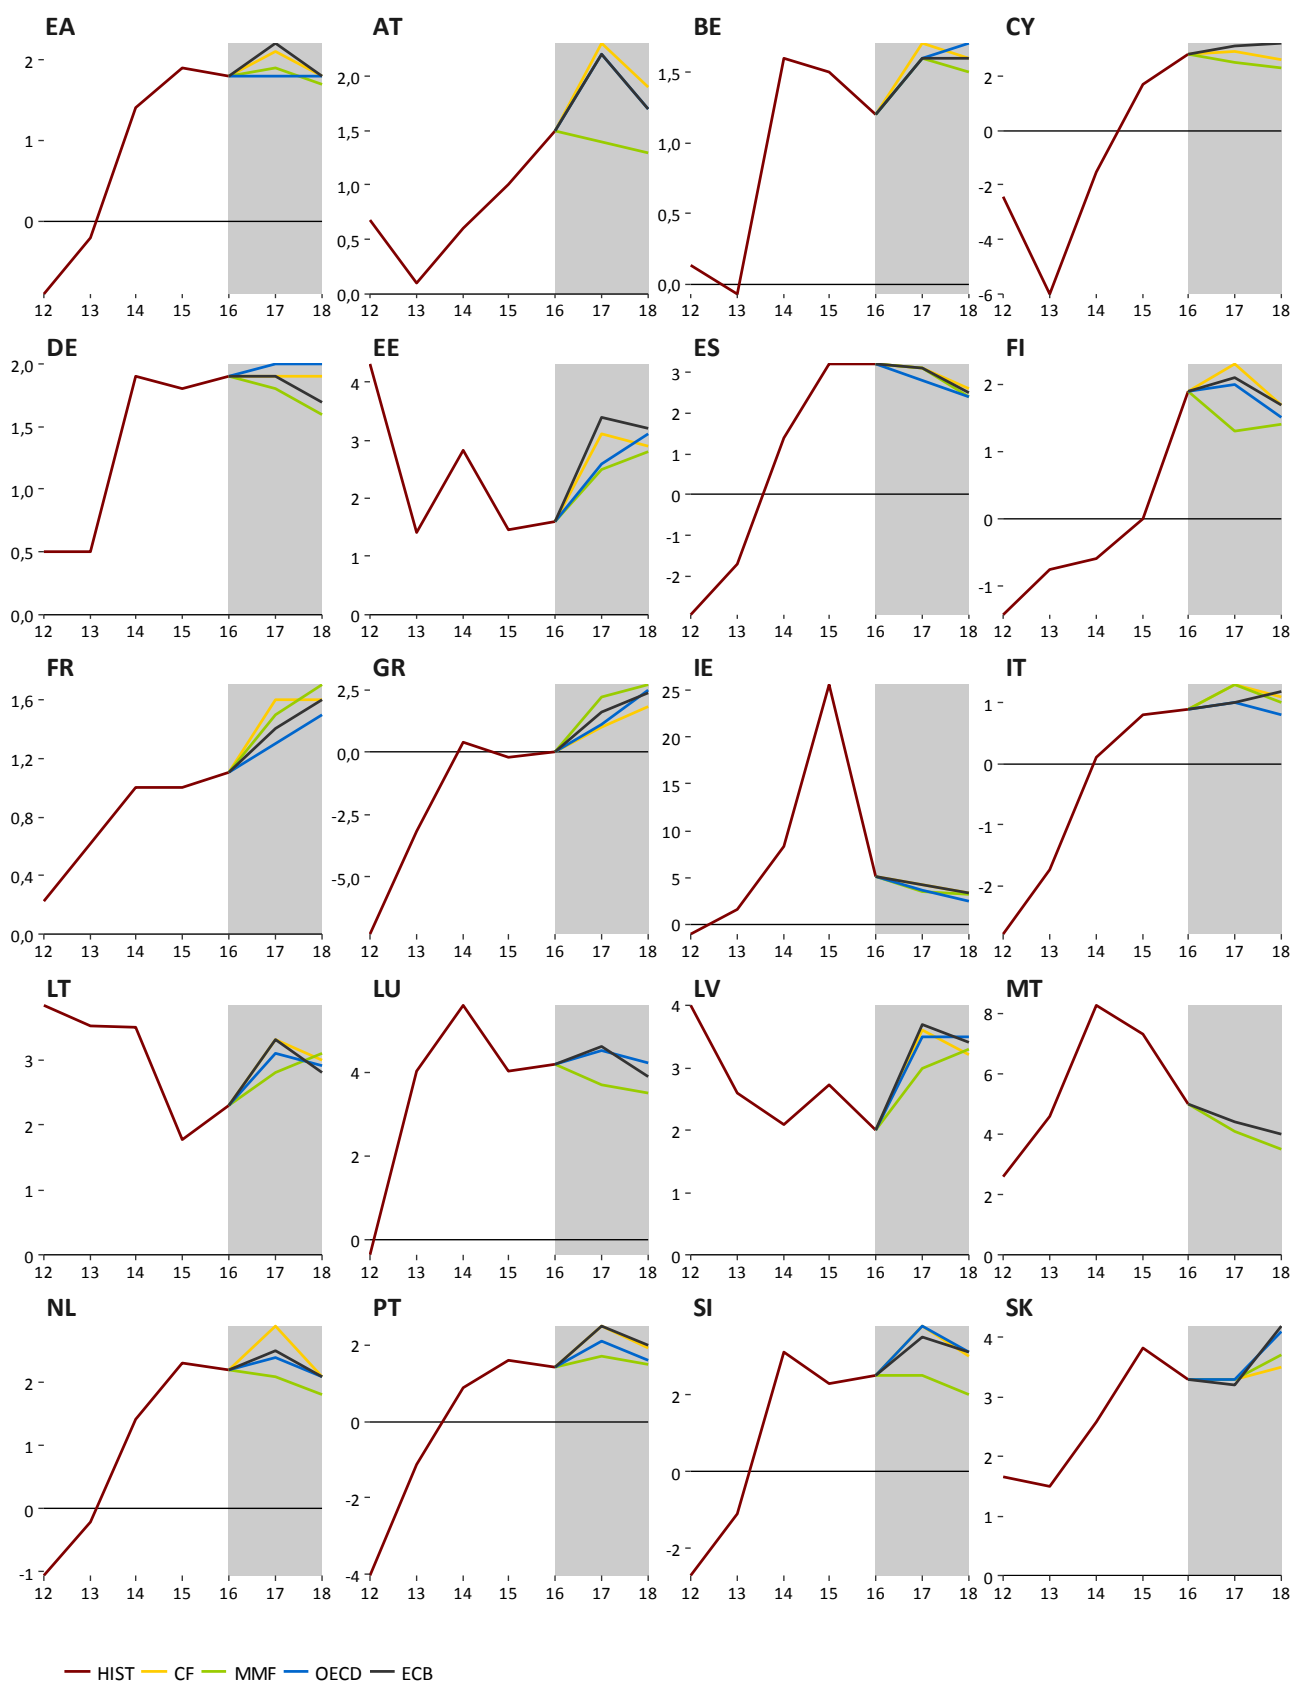 EA AT BE CY
2 1 0
2,0 1,5 1,0 0,5 0,0
1,5 1,0 0,5 0,0
2 0 -2 -4 -6
12 13 14 15 16 17 18 12 13 14 15 16 17 18 12 13 14 15 16 17 18 12 13 14 15 16 17 18
DE EE ES FI
2,0 1,5 1,0 0,5 0,0
4 3 2 1 0
3 2 1 0 -1 -2
2 1 0 -1
12 13 14 15 16 17 18 12 13 14 15 16 17 18 12 13 14 15 16 17 18 12 13 14 15 16 17 18
FR GR IE IT
1,6 1,2 0,8 0,4 0,0
2,5 0,0 -2,5 -5,0
25 20 15 10 5 0
1 0 -1 -2
12 13 14 15 16 17 18 12 13 14 15 16 17 18 12 13 14 15 16 17 18 12 13 14 15 16 17 18
LT LU LV MT
3 2 1 0
4 2 0
4 3 2 1 0
8 6 4 2 0
12 13 14 15 16 17 18 12 13 14 15 16 17 18 12 13 14 15 16 17 18 12 13 14 15 16 17 18
NL PT SI SK
2 1 0 -1
2 0 -2 -4
2 0 -2
4 3 2 1 0
12 13 14 15 16 17 18 12 13 14 15 16 17 18 12 13 14 15 16 17 18 12 13 14 15 16 17 18
HIST CF MMF OECD ECB